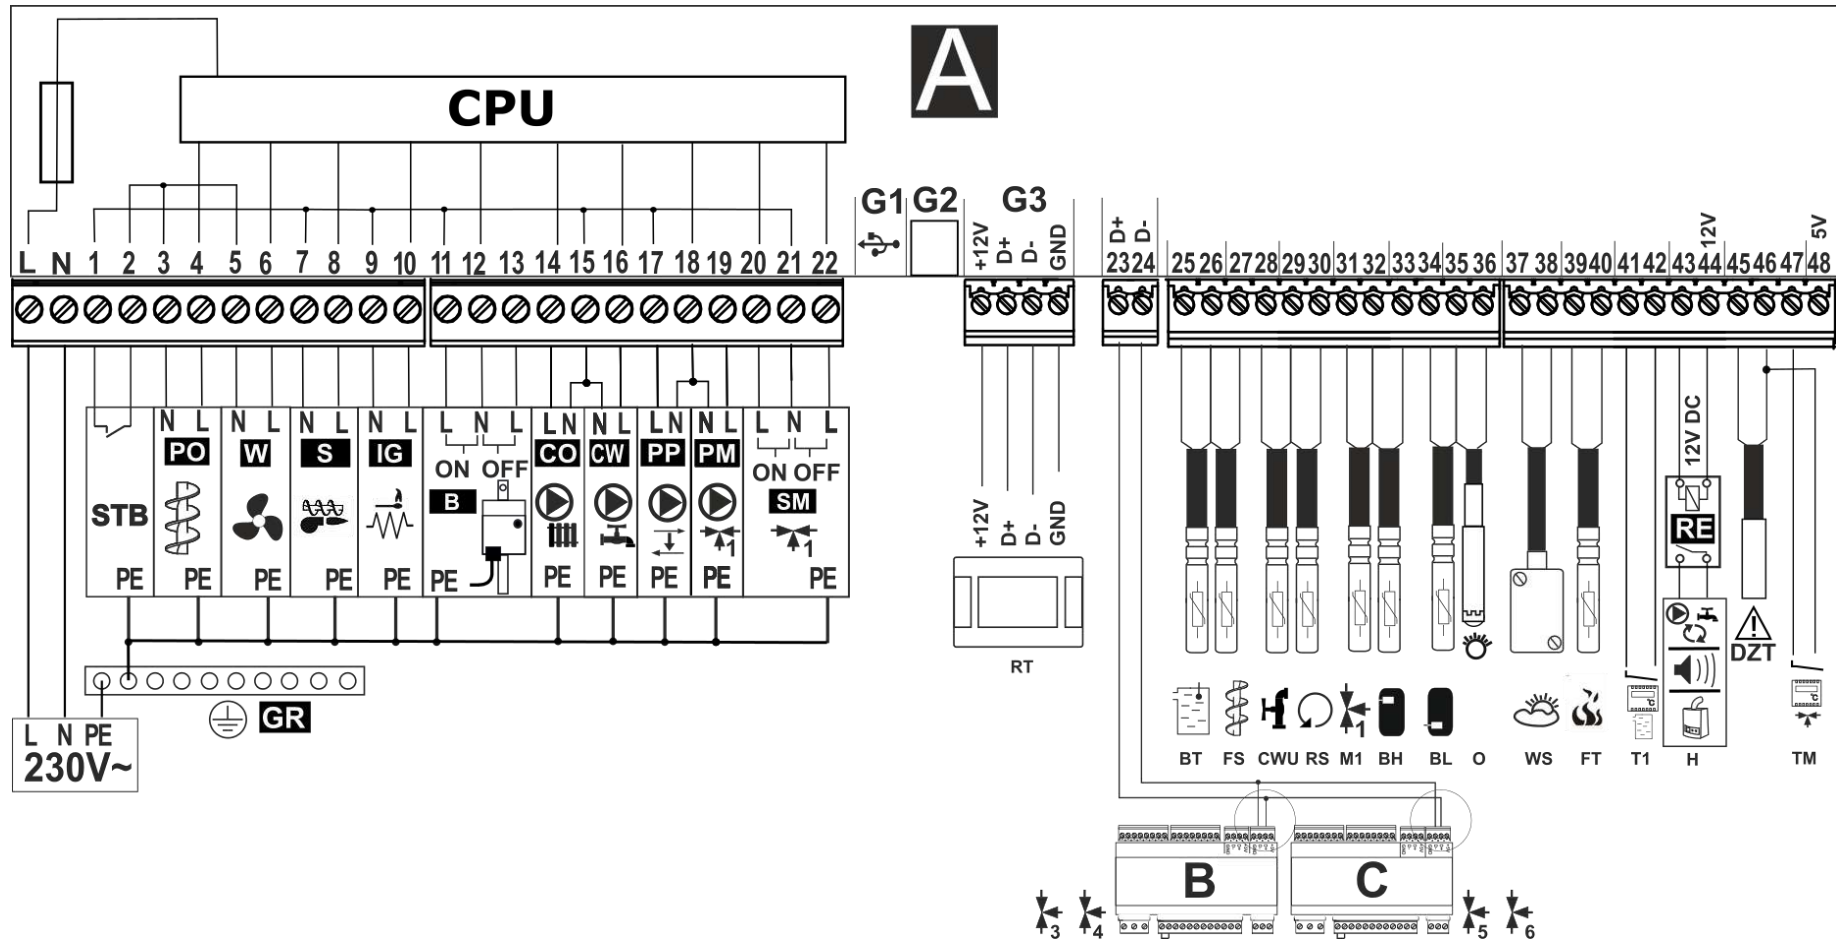 A
CPU
G1 G2 G3
+12V D+ D- GND
D+ D-
12V
5V
L N 1 2 3 4 5 6 7 8 9 10 11 12 13 14 15 16 17 18 19 20 21 22
23 24
25 26 27 28 29 30 31 32 33 34 35 36 37 38 39 40 41 42 43 44 45 46 47 48
N L N L N L N L L N L L N N L L N N L L N L
PO W S IG ON OFF CO CW PP PM ON OFF
B SM
12V DC
STB
RE
1 1
+12V D+ D- GND
PE PE PE PE PE PE PE PE PE PE PE
RT
DZT
°C
°C
GR
L N PE
230V~
1
BT FS CWU RS M1 BH BL O WS FT T1 H TM
B C
3 4 5 6